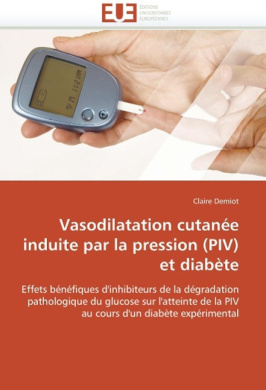 EUE
ÉDITIONS
UNIVERSITAIRES
EUROPÉENNES
Claire Demiot
Vasodilatation cutanée
induite par la pression (PIV)
et diabète
Effets bénéfiques d'inhibiteurs de la dégradation
pathologique du glucose sur l'atteinte de la PIV
au cours d'un diabète expérimental